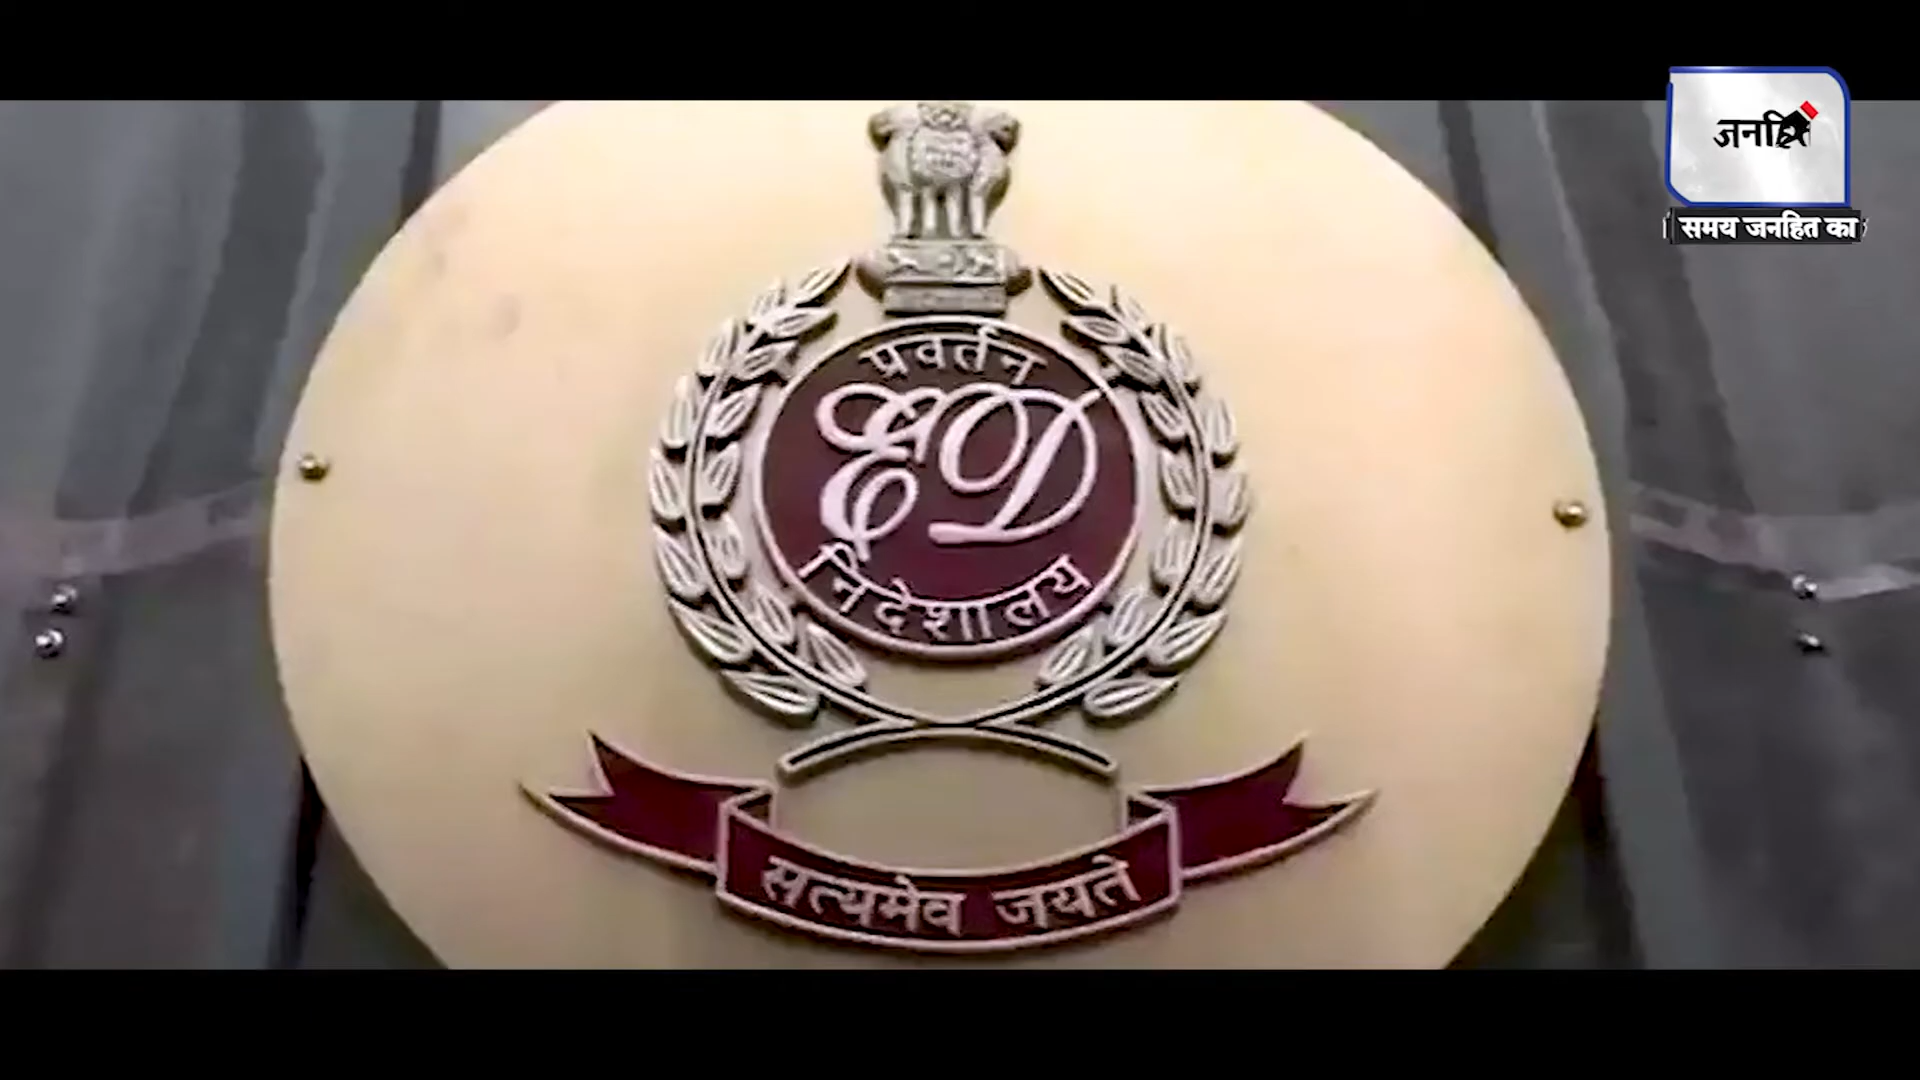 जनहित
समय जनहित का
प्रवर्तन
ED
निदेशालय
सत्यमेव जयते